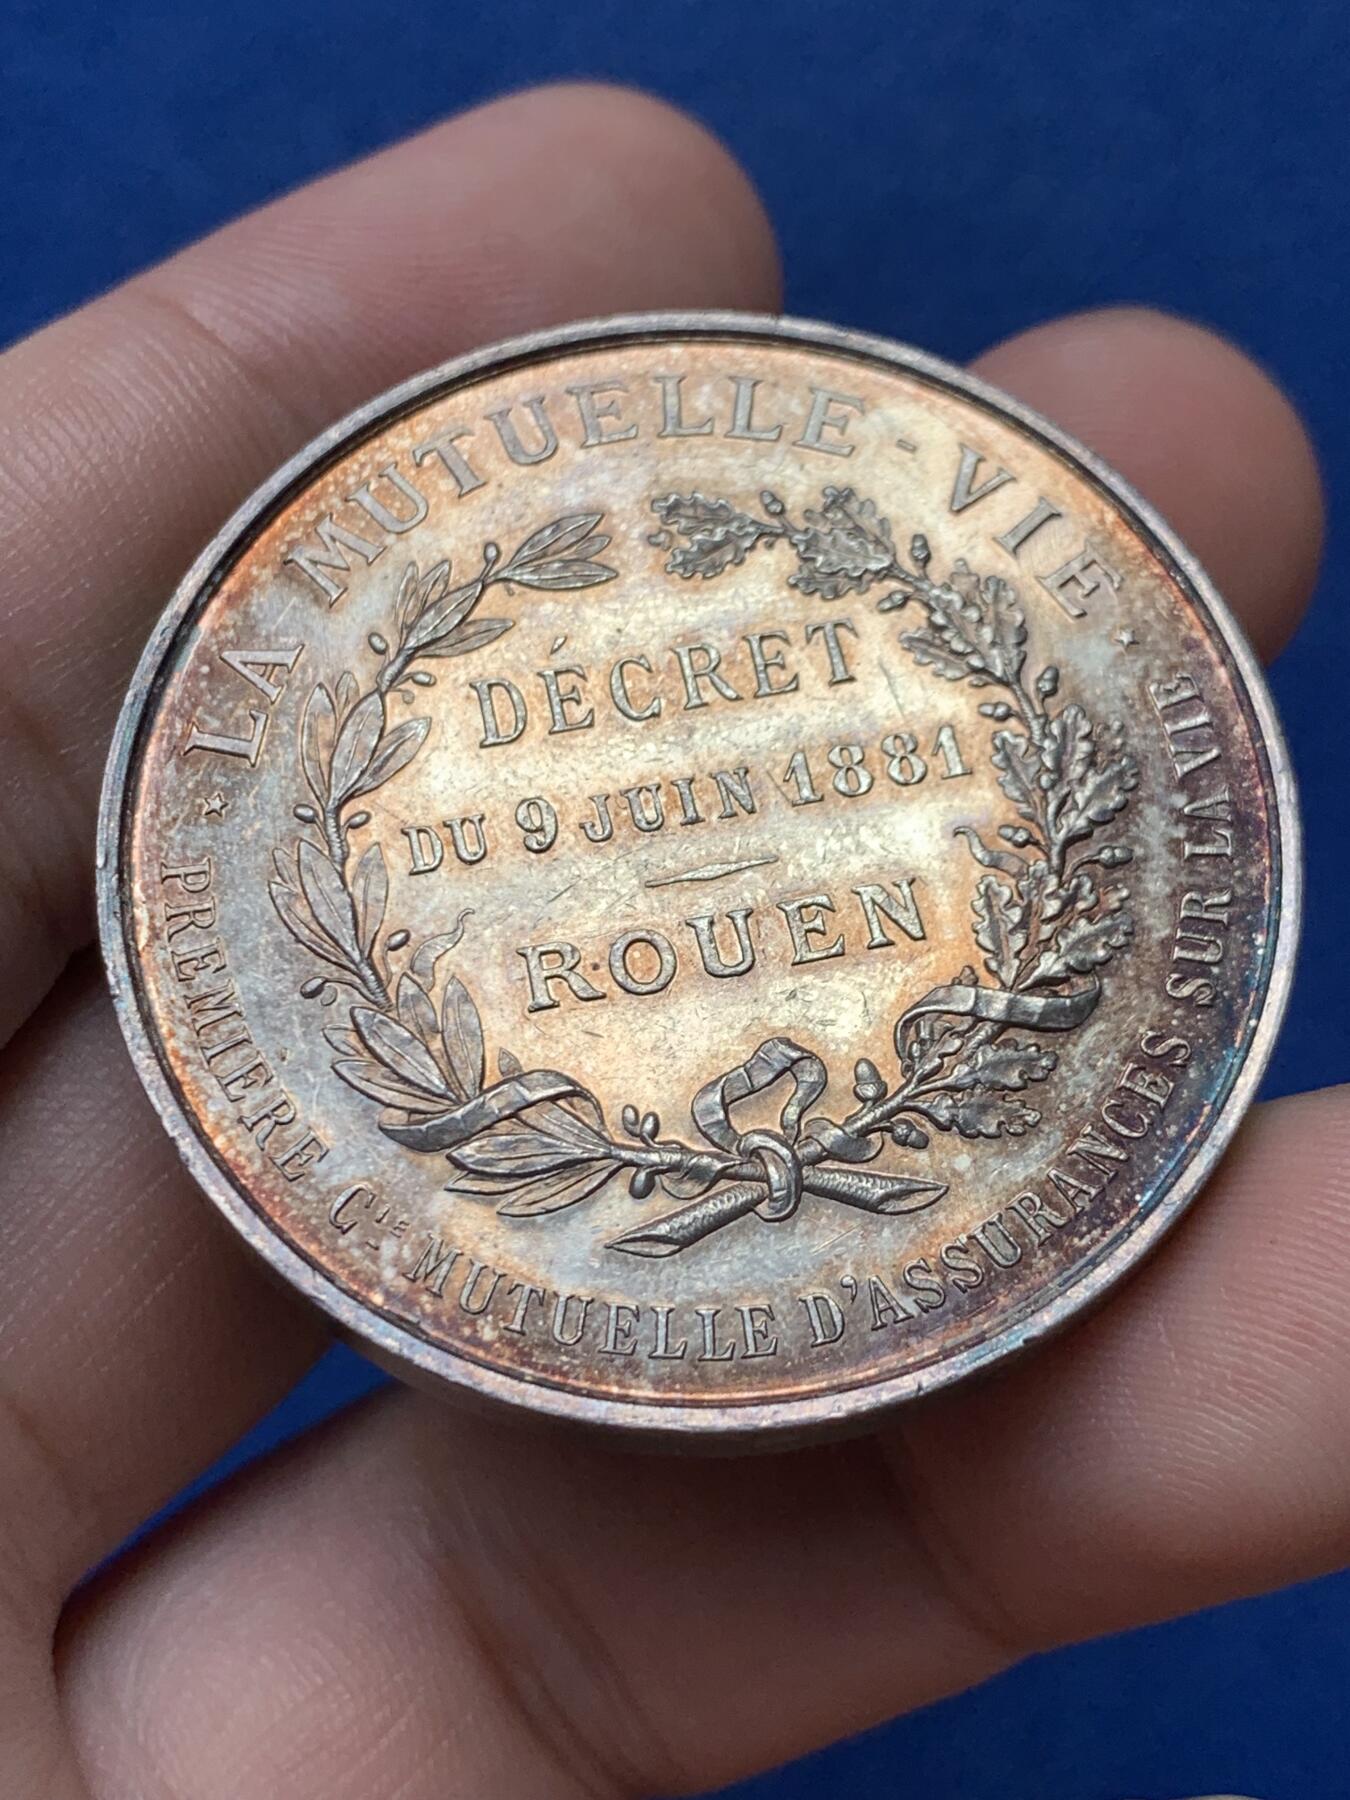 LA MUTUELLE-VIE
DÉCRET
DU 9 JUIN 1881
ROUEN
PREMIÈRE CIE MUTUELLE D'ASSURANCES SUR LA VIE